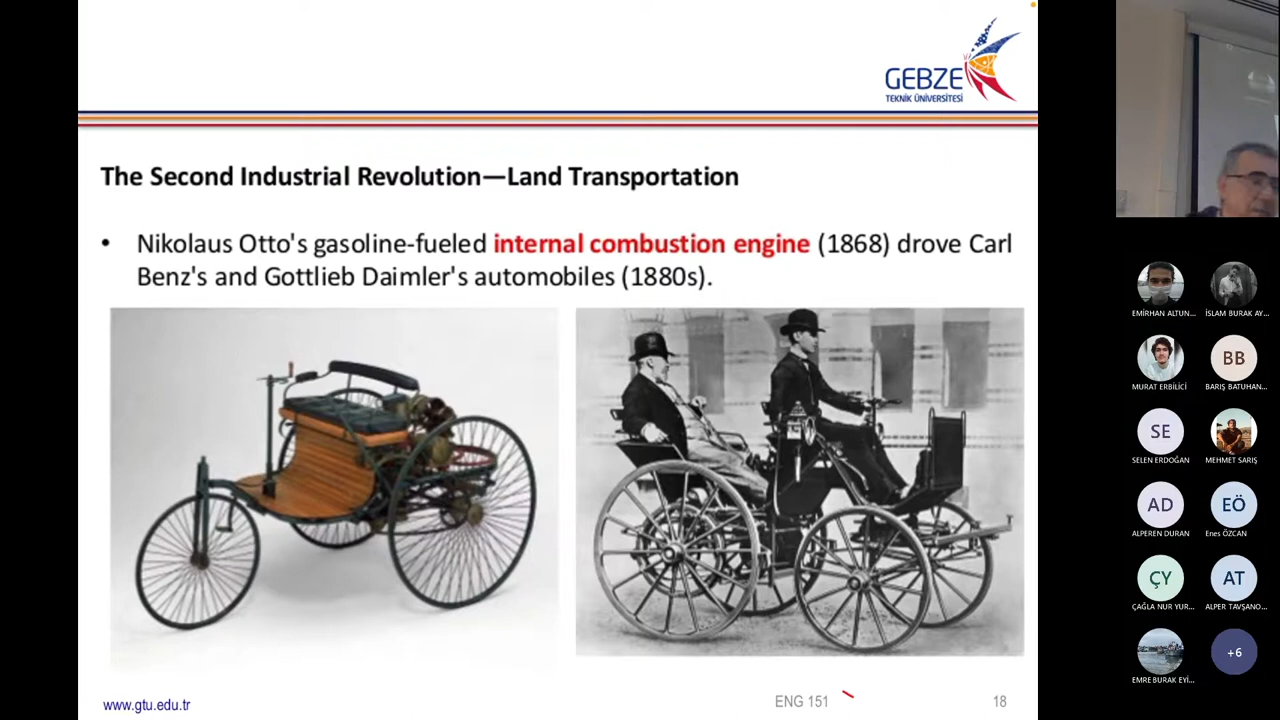 GEBZE
TEKNİK ÜNİVERSİTESİ
The Second Industrial Revolution—Land Transportation
• Nikolaus Otto's gasoline-fueled internal combustion engine (1868) drove Carl
Benz's and Gottlieb Daimler's automobiles (1880s).
www.gtu.edu.tr
ENG 151
18
EMİRHAN ALTUN...
İSLAM BURAK AY...
MURAT ERBİLİCİ
BB
BARIŞ BATUHAN...
SE
SELEN ERDOĞAN
MEHMET SARIŞ
AD
ALPEREN DURAN
EÖ
Enes ÖZCAN
ÇY
ÇAĞLA NUR YUR...
AT
ALPER TAVŞANO...
EMRE BURAK EYİ...
+6